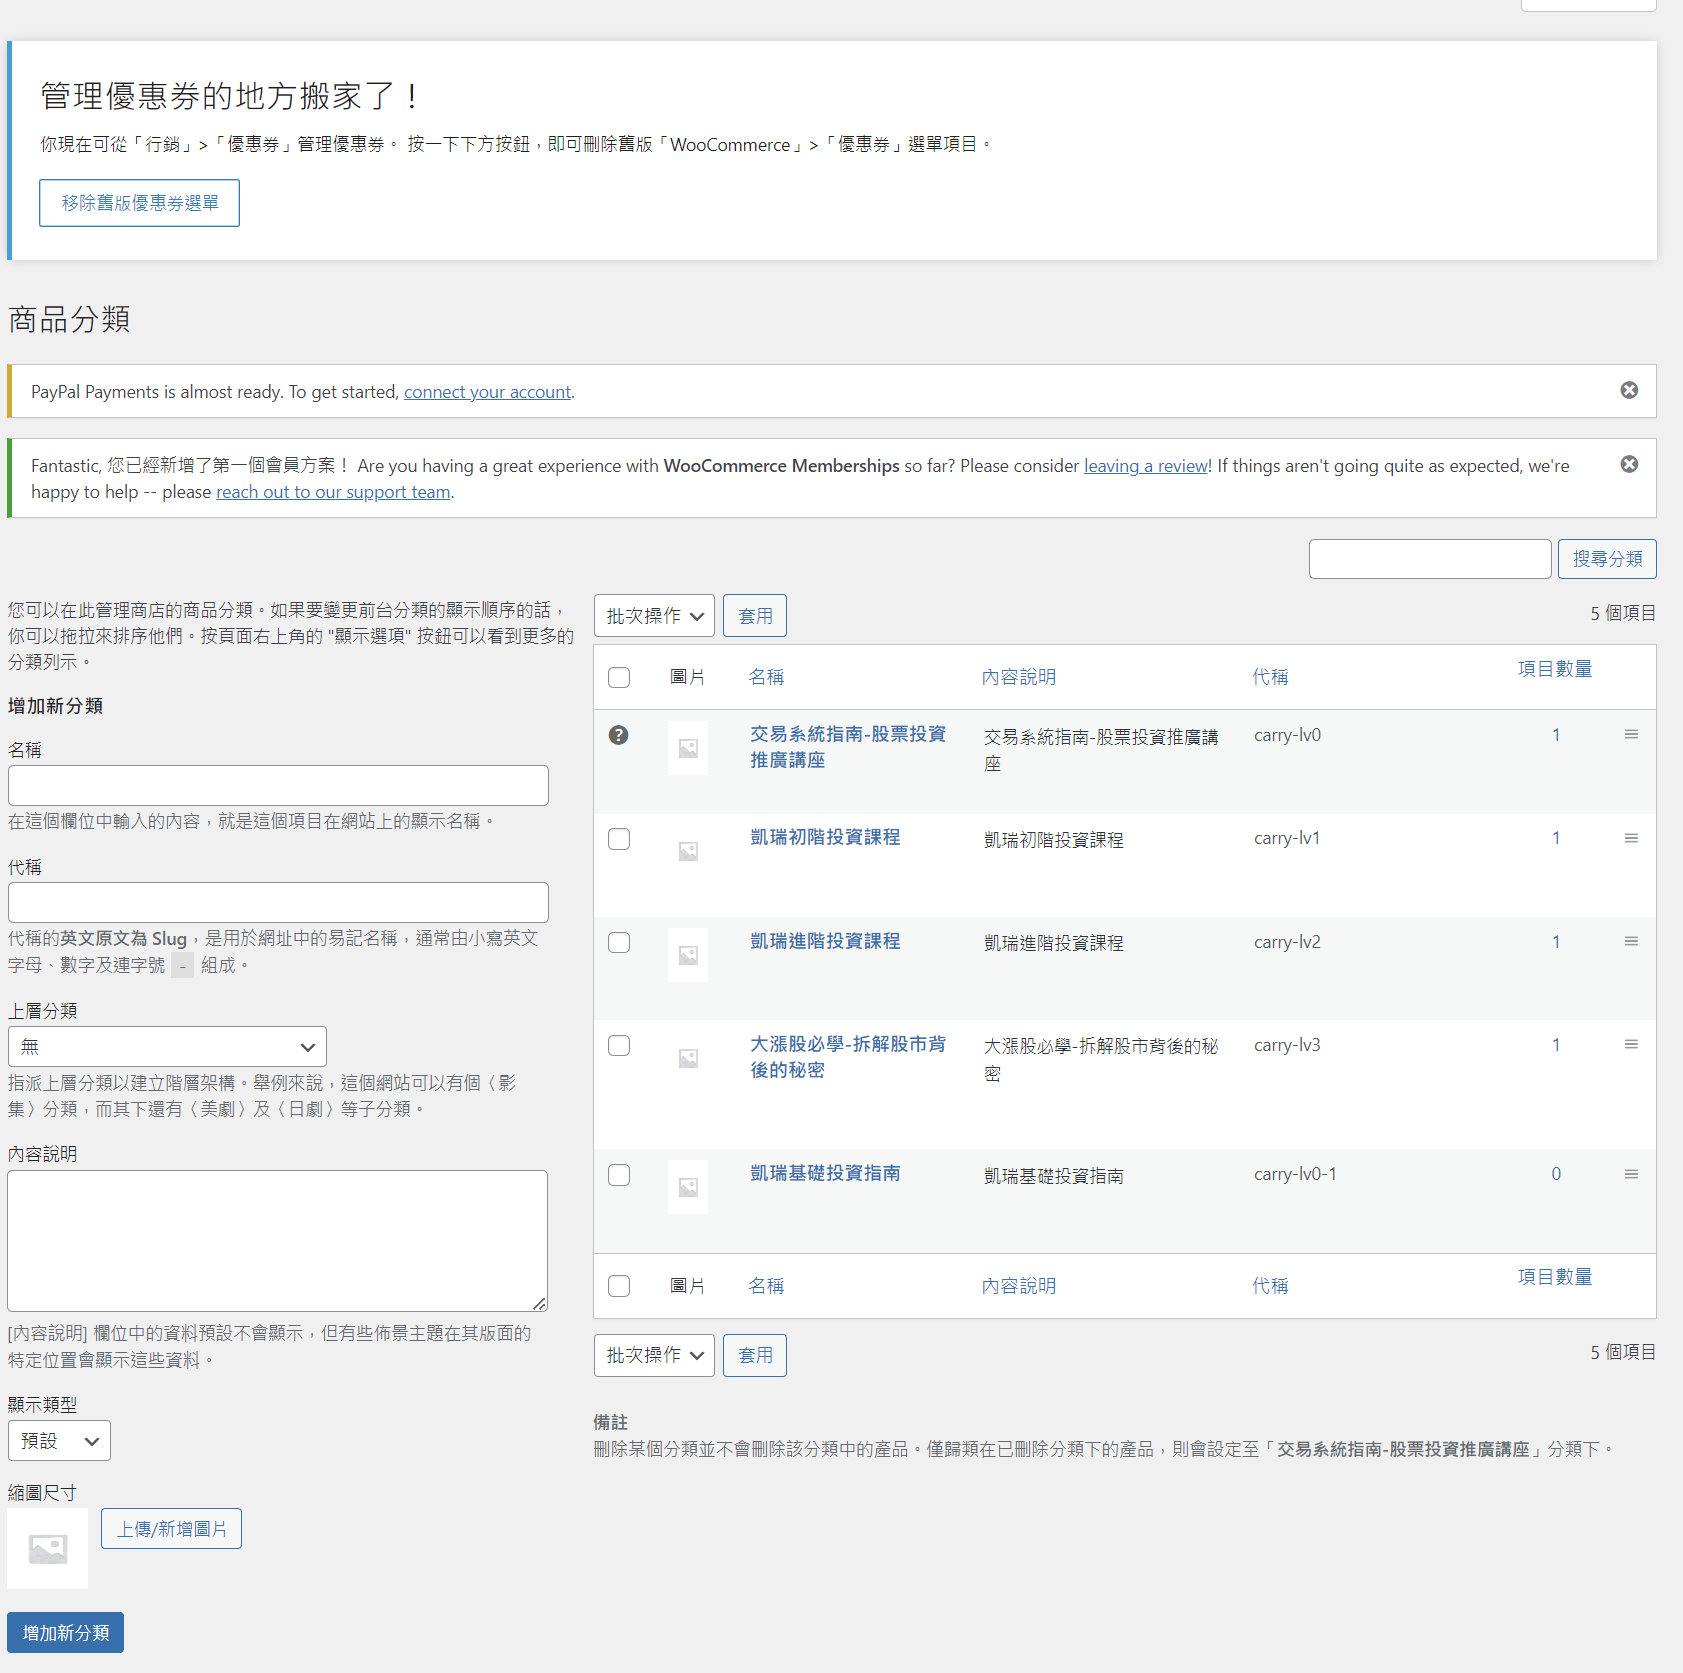 管理優惠券的地方搬家了！
你現在可從「行銷」>「優惠券」管理優惠券。 按一下下方按鈕，即可刪除舊版「WooCommerce」>「優惠券」選單項目。
移除舊版優惠券選單
商品分類
PayPal Payments is almost ready. To get started, connect your account.
Fantastic, 您已經新增了第一個會員方案！ Are you having a great experience with WooCommerce Memberships so far? Please consider leaving a review! If things aren't going quite as expected, we're
happy to help -- please reach out to our support team.
搜尋分類
您可以在此管理商店的商品分類。如果要變更前台分類的顯示順序的話，
你可以拖拉來排序他們。按頁面右上角的 "顯示選項" 按鈕可以看到更多的
分類列示。
增加新分類
名稱
在這個欄位中輸入的內容，就是這個項目在網站上的顯示名稱。
代稱
代稱的英文原文為 Slug，是用於網址中的易記名稱，通常由小寫英文
字母、數字及連字號 - 組成。
上層分類
無
指派上層分類以建立階層架構。舉例來說，這個網站可以有個〈影
集〉分類，而其下還有〈美劇〉及〈日劇〉等子分類。
內容說明
[內容說明] 欄位中的資料預設不會顯示，但有些佈景主題在其版面的
特定位置會顯示這些資料。
顯示類型
預設
縮圖尺寸
上傳/新增圖片
增加新分類
批次操作 套用 5 個項目
圖片 名稱 內容說明 代稱 項目數量
交易系統指南-股票投資 交易系統指南-股票投資推廣講 carry-lv0 1
推廣講座 座
凱瑞初階投資課程 凱瑞初階投資課程 carry-lv1 1
凱瑞進階投資課程 凱瑞進階投資課程 carry-lv2 1
大漲股必學-拆解股市背 大漲股必學-拆解股市背後的秘 carry-lv3 1
後的秘密 密
凱瑞基礎投資指南 凱瑞基礎投資指南 carry-lv0-1 0
圖片 名稱 內容說明 代稱 項目數量
批次操作 套用 5 個項目
備註
刪除某個分類並不會刪除該分類中的產品。僅歸類在已刪除分類下的產品，則會設定至「交易系統指南-股票投資推廣講座」分類下。